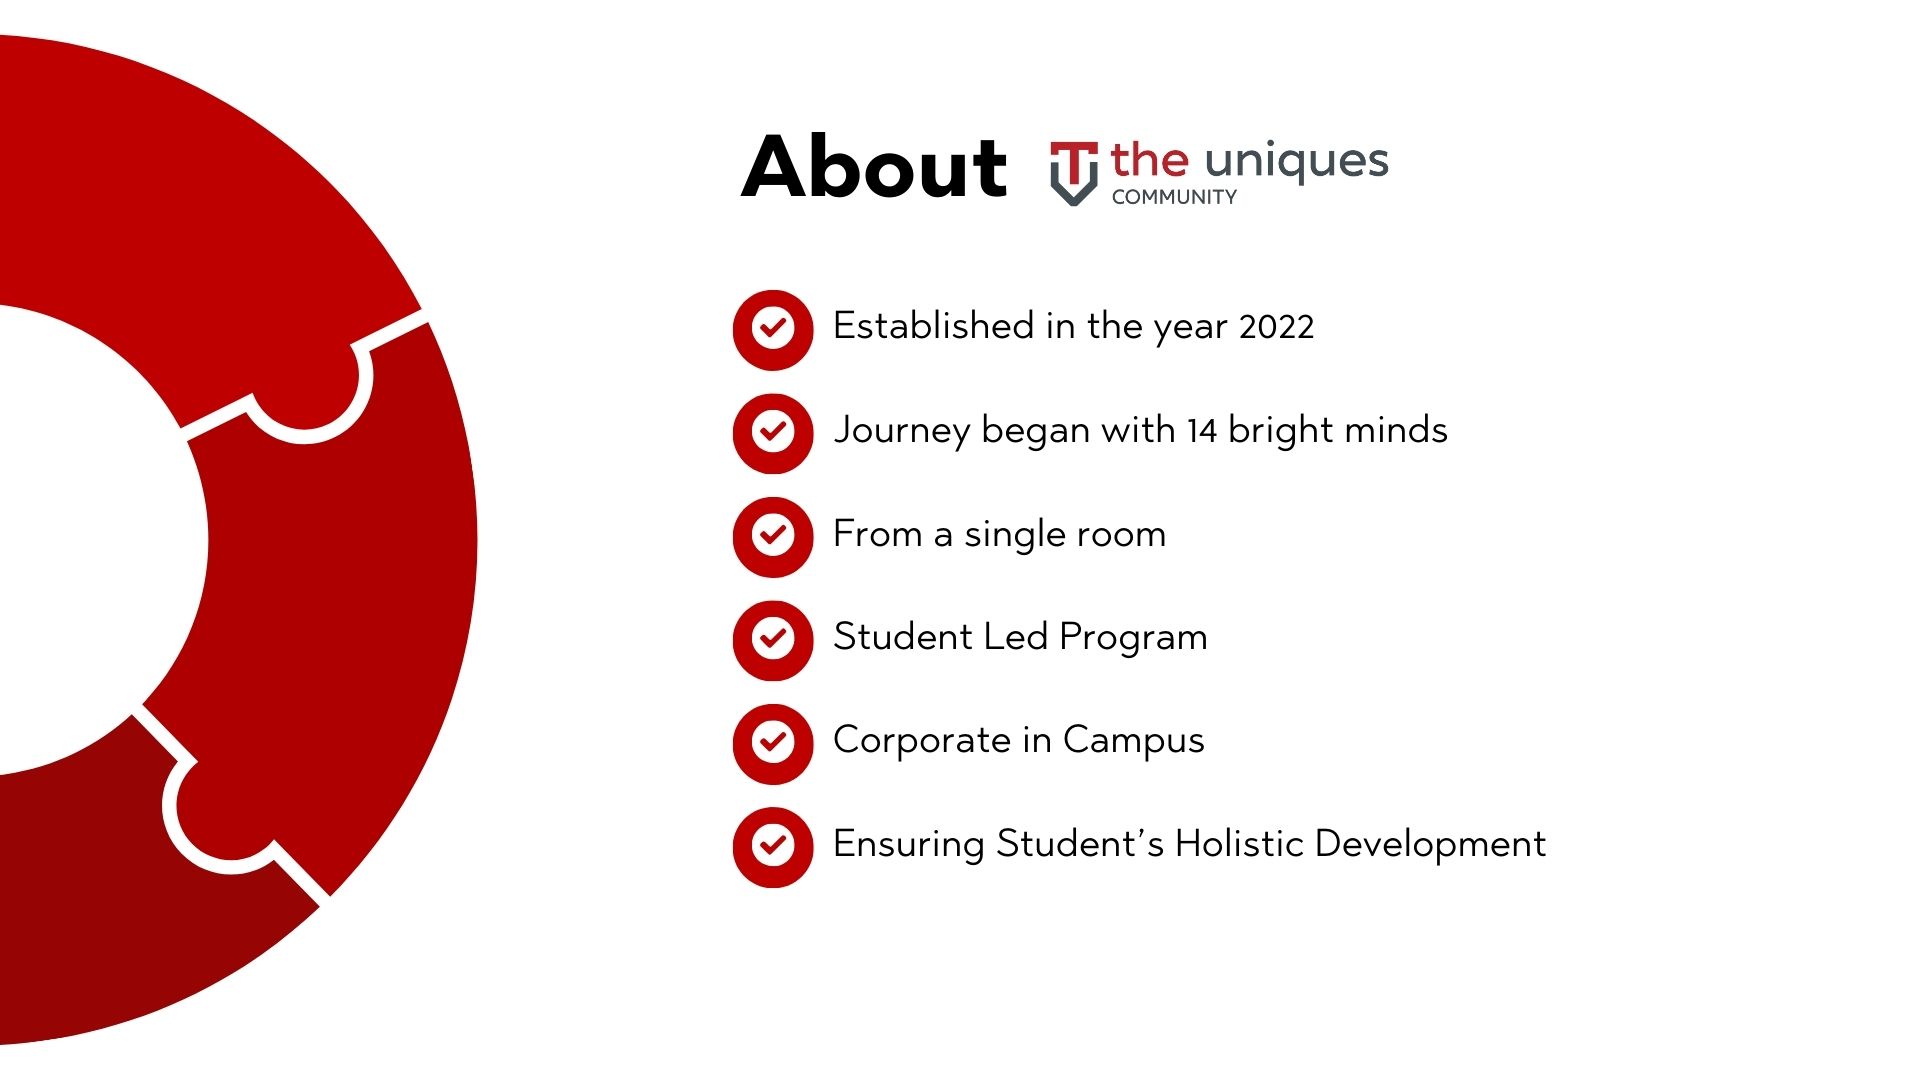 About the uniques
COMMUNITY
Established in the year 2022
Journey began with 14 bright minds
From a single room
Student Led Program
Corporate in Campus
Ensuring Student’s Holistic Development